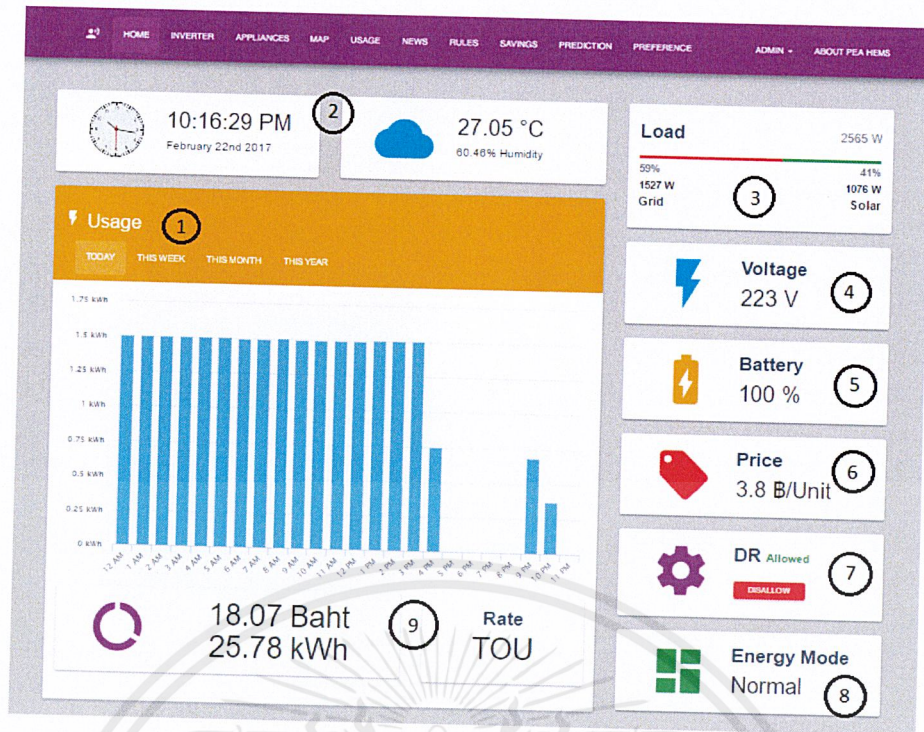 HOME INVERTER APPLIANCES MAP USAGE NEWS RULES SAVINGS PREDICTION PREFERENCE ADMIN ABOUT PEA HEMS
10:16:29 PM
February 22nd 2017
2
27.05 °C
60.46% Humidity
Load
2565 W
59%
41%
1527 W
1076 W
Grid
Solar
3
Usage
1
TODAY THIS WEEK THIS MONTH THIS YEAR
1.75 kWh
1.5 kWh
1.25 kWh
1 kWh
0.75 kWh
0.5 kWh
0.25 kWh
0 kWh
12 AM 1 AM 2 AM 3 AM 4 AM 5 AM 6 AM 7 AM 8 AM 9 AM 10 AM 11 AM 12 PM 1 PM 2 PM 3 PM 4 PM 5 PM 6 PM 7 PM 8 PM 9 PM 10 PM 11 PM
18.07 Baht
25.78 kWh
9
Rate
TOU
Voltage
223 V
4
Battery
100 %
5
Price
3.8 ฿/Unit
6
DR Allowed
DISALLOW
7
Energy Mode
Normal
8